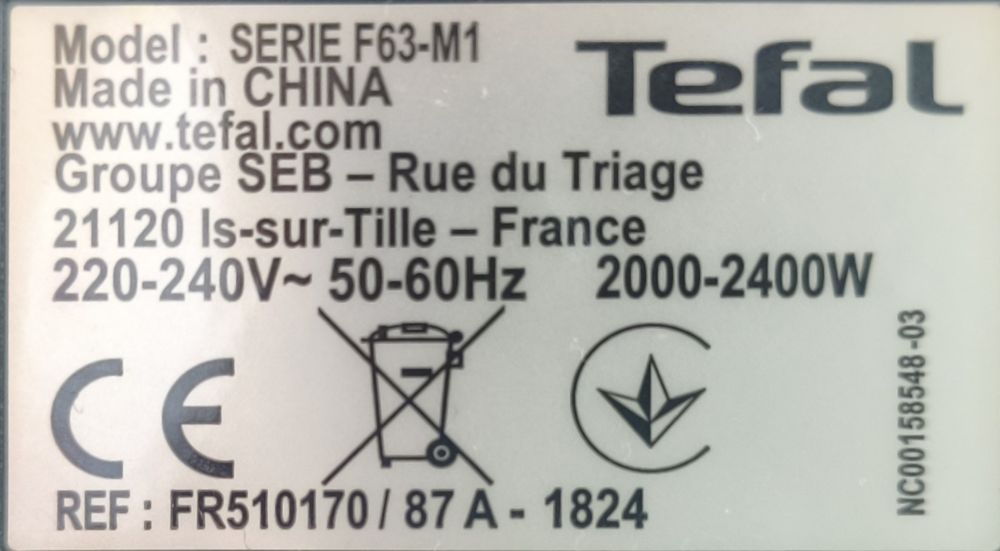 Model : SERIE F63-M1
Made in CHINA
www.tefal.com
Tefal
Groupe SEB – Rue du Triage
21120 Is-sur-Tille – France
220-240V~ 50-60Hz 2000-2400W
CE
REF : FR510170 / 87 A - 1824
NC00158548-03